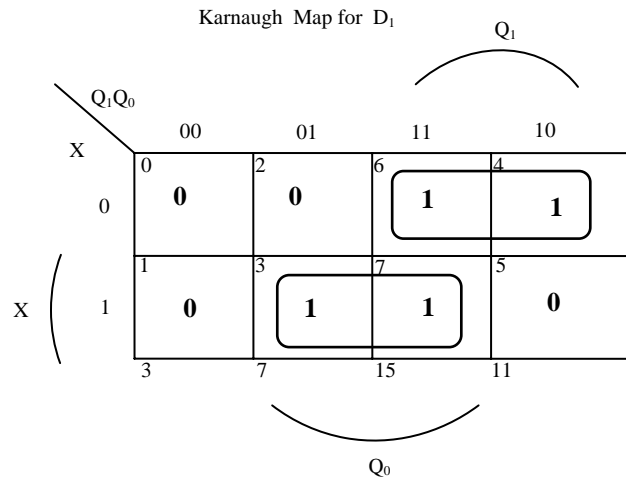 Karnaugh Map for D₁
Q₁
Q₁Q₀
00 01 11 10
X
0 2 6 4
0 0 0 1 1
1 3 7 5
X 1 0 1 1 0
3 7 15 11
Q₀